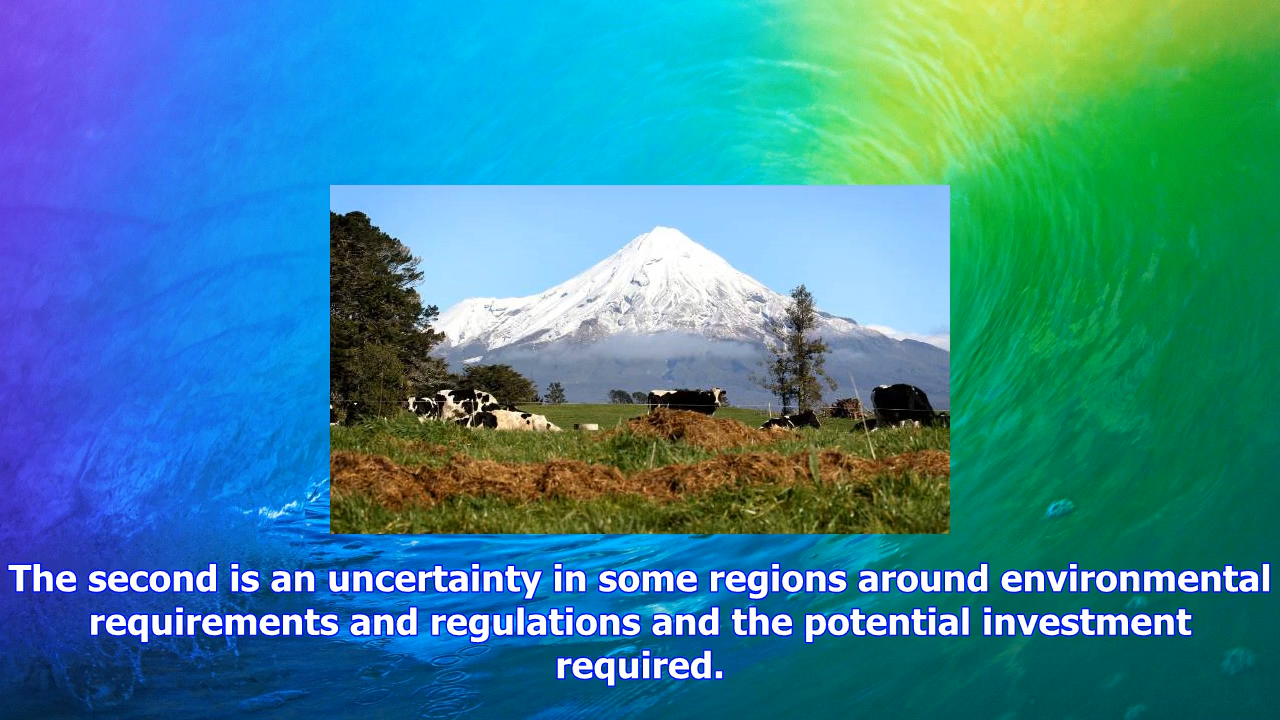 The second is an uncertainty in some regions around environmental
requirements and regulations and the potential investment
required.